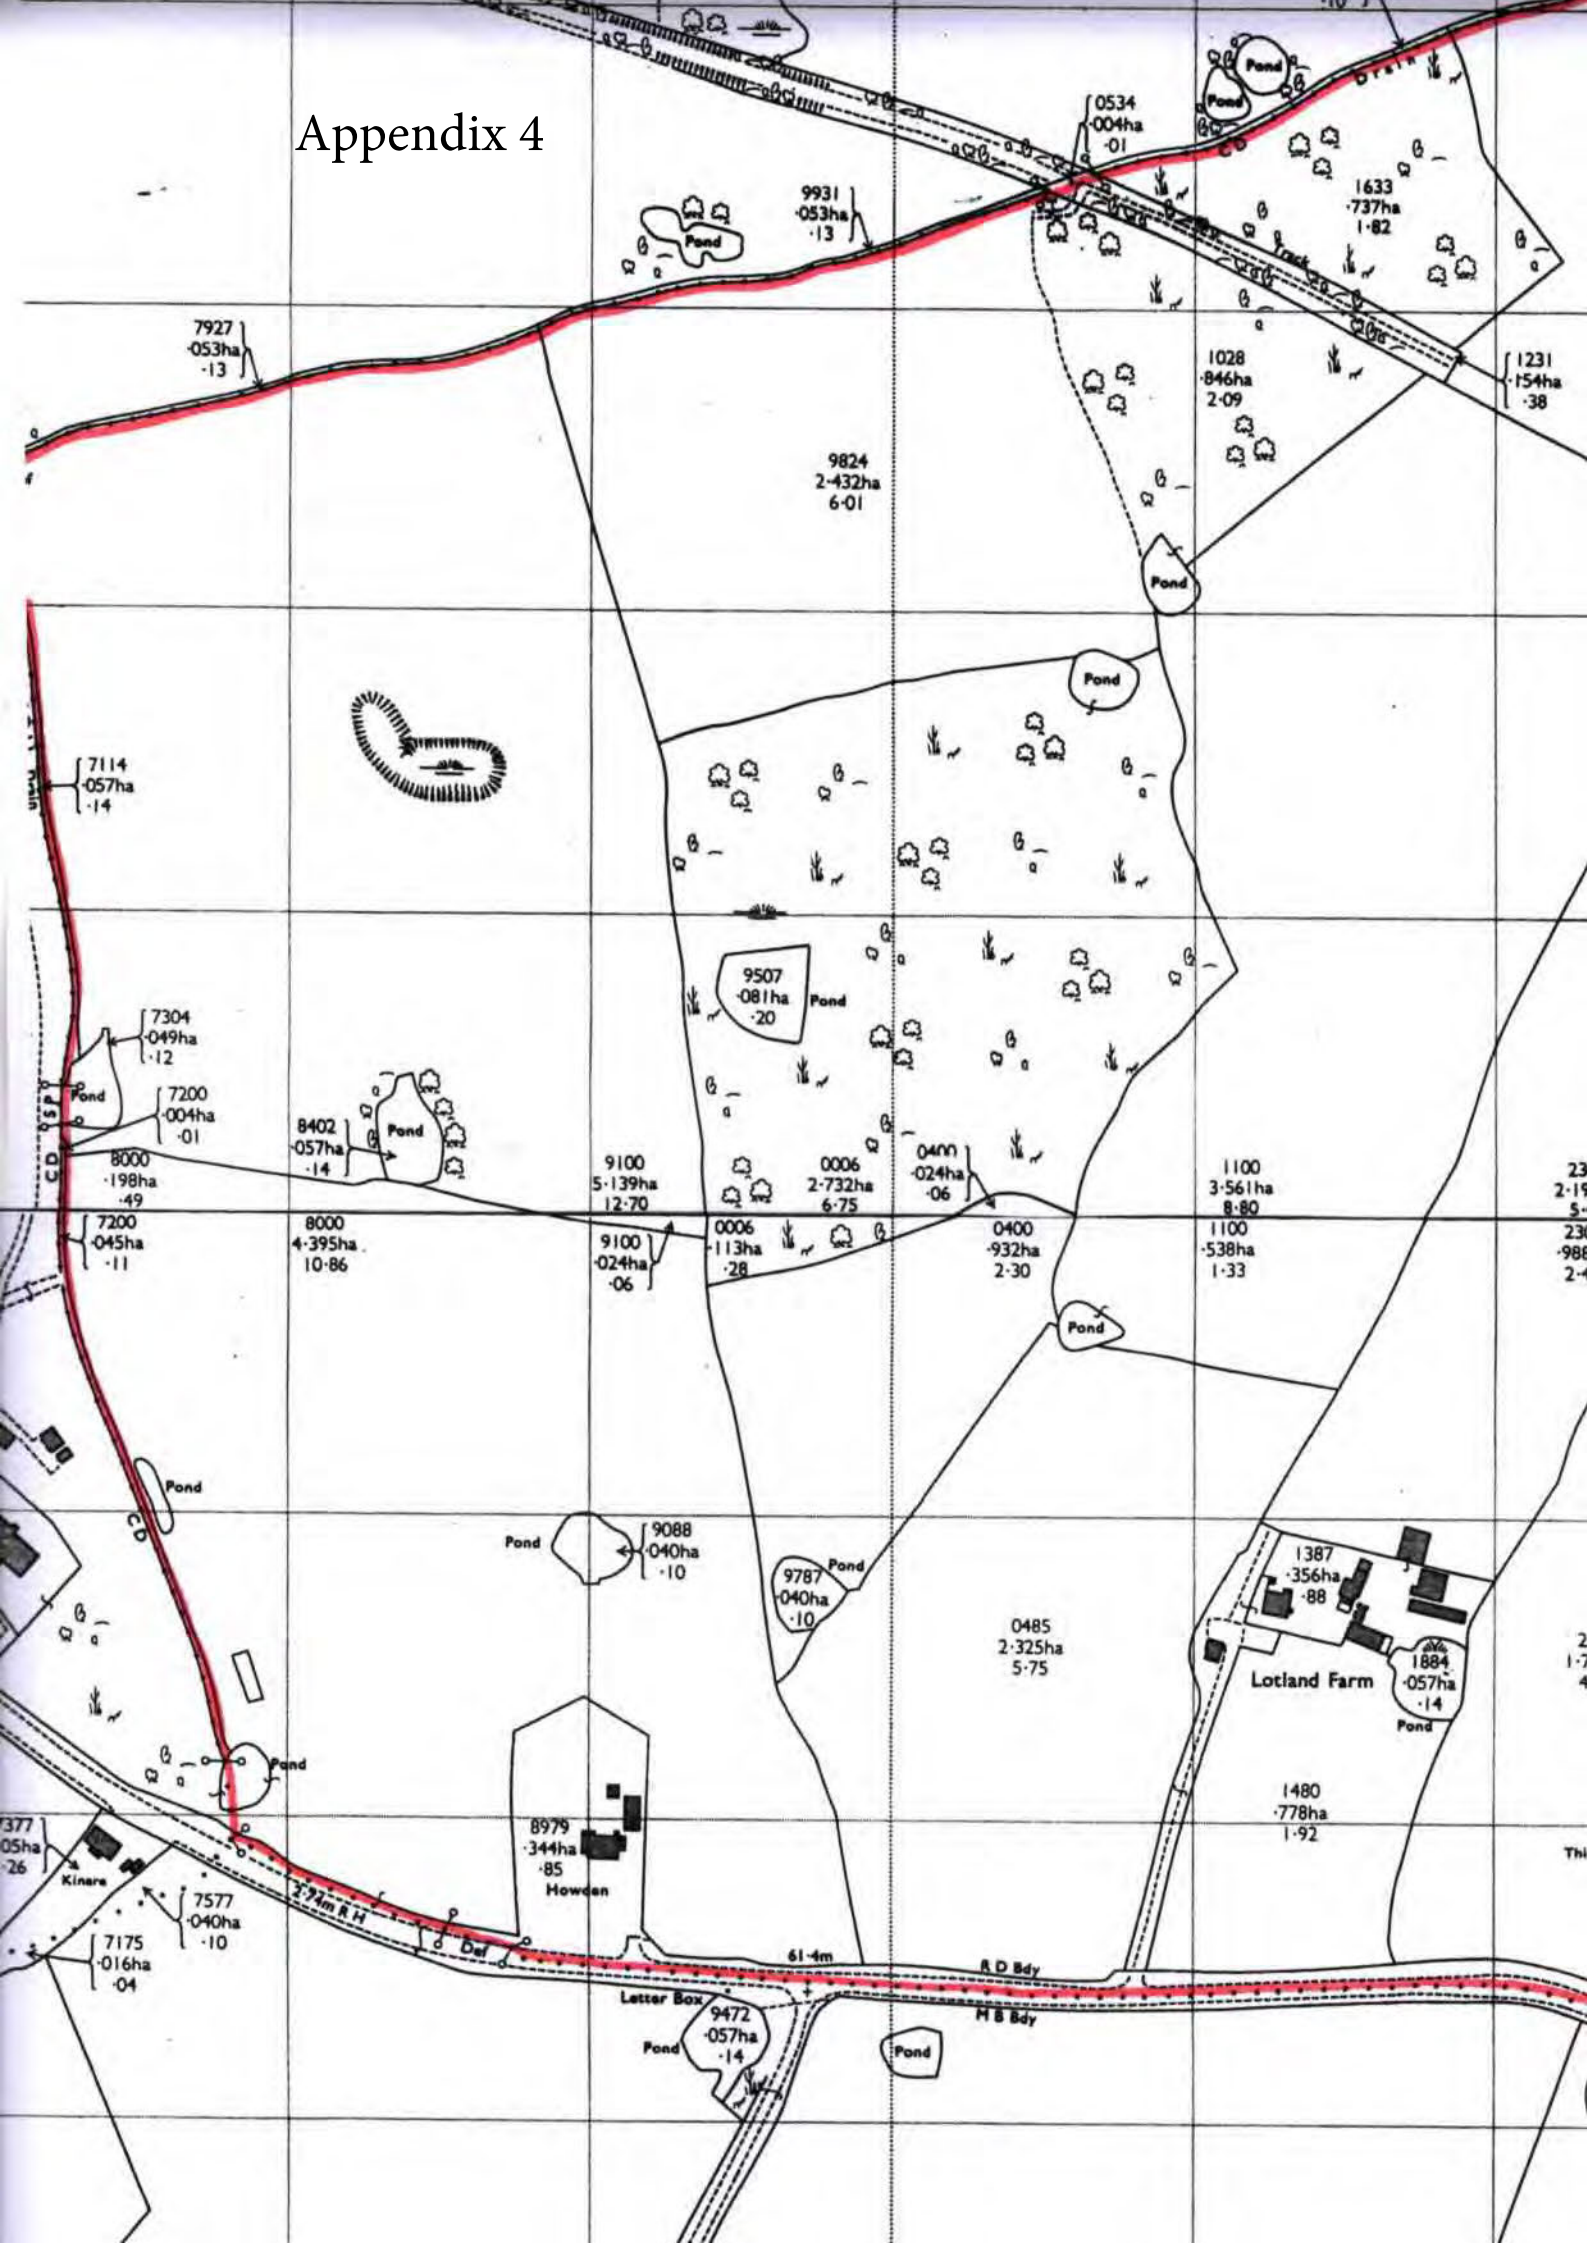 Appendix 4
Pond
Pond
Drain
CD
0534
·004ha
·01
1633
·737ha
1·82
9931
·053ha
·13
Pond
Track
7927
·053ha
·13
1028
·846ha
2·09
1231
·154ha
·38
9824
2·432ha
6·01
Pond
Pond
7114
·057ha
·14
Drain
9507
·081ha
·20
Pond
7304
·049ha
·12
Pond
SP
7200
·004ha
·01
CD
8402
·057ha
·14
Pond
8000
·198ha
·49
9100
5·139ha
12·70
0006
2·732ha
6·75
0400
·024ha
·06
1100
3·561ha
8·80
7200
·045ha
·11
8000
4·395ha
10·86
9100
·024ha
·06
0006
·113ha
·28
0400
·932ha
2·30
1100
·538ha
1·33
Pond
Pond
CD
Pond
9088
·040ha
·10
9787
·040ha
·10
Pond
1387
·356ha
·88
0485
2·325ha
5·75
Lotland Farm
1884
·057ha
·14
Pond
Pond
1480
·778ha
1·92
8979
·344ha
·85
Howden
Kinare
7577
·040ha
·10
7175
·016ha
·04
2·74m R H
Def
61·4m
R D Bdy
M B Bdy
Letter Box
9472
·057ha
·14
Pond
Pond